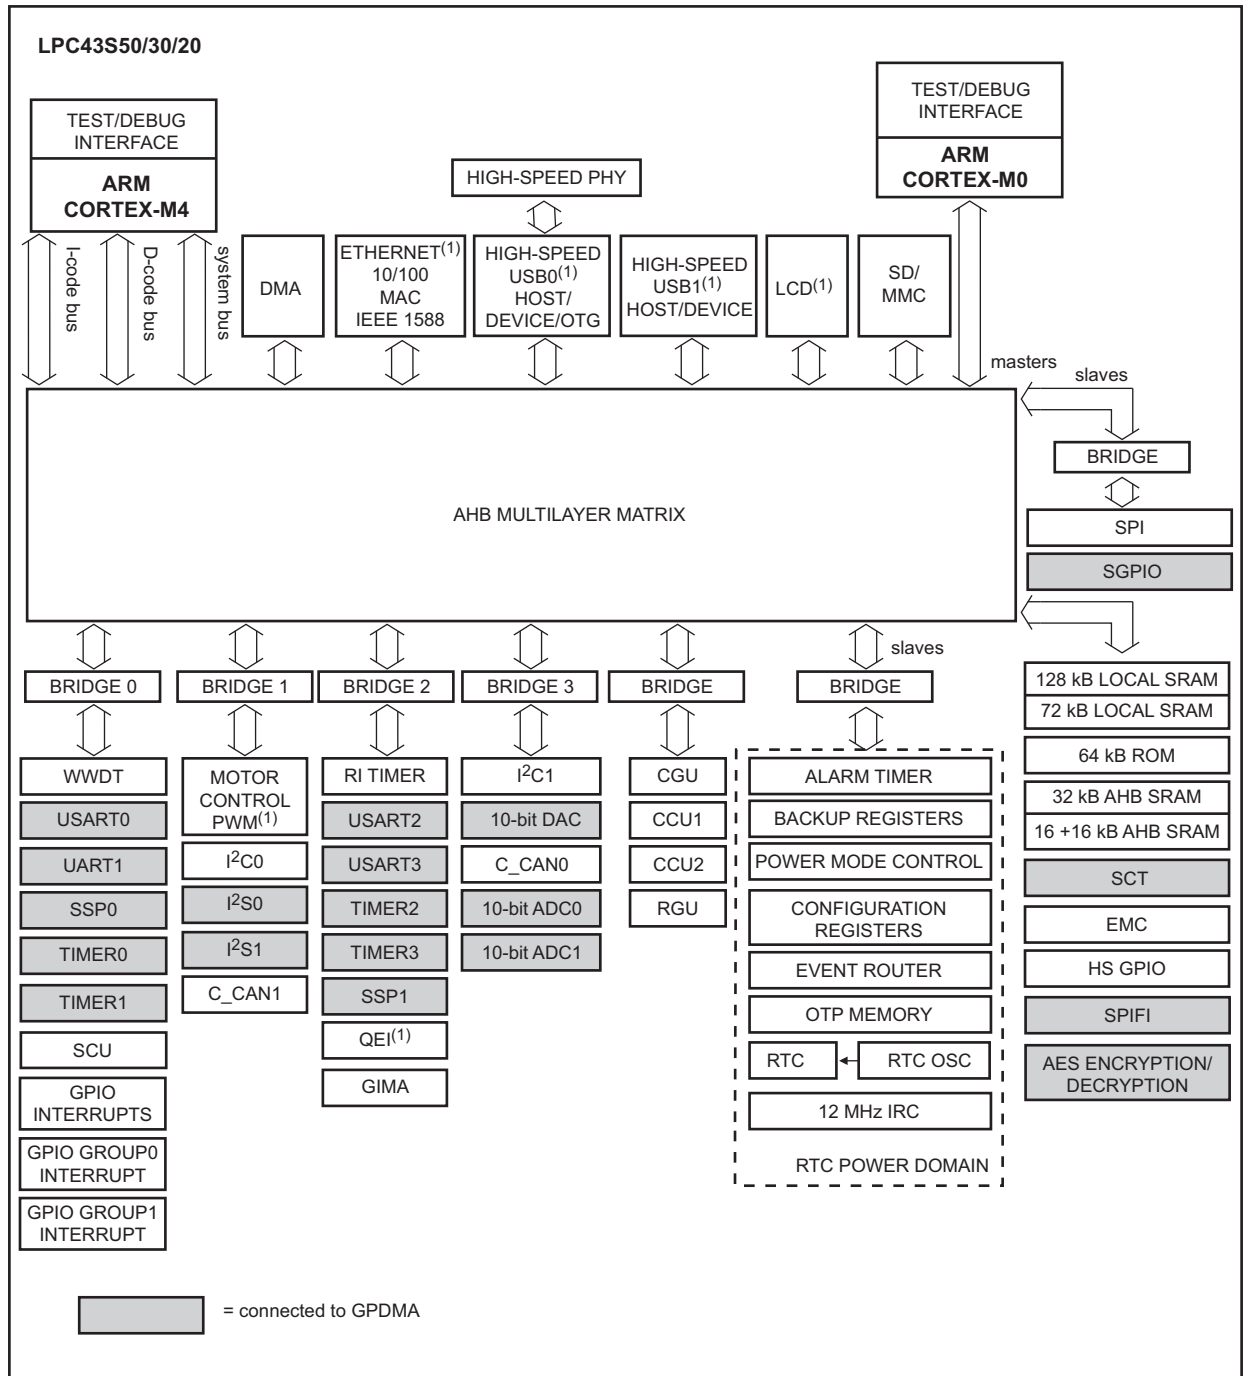 LPC43S50/30/20
TEST/DEBUG
INTERFACE
ARM
CORTEX-M4
TEST/DEBUG
INTERFACE
ARM
CORTEX-M0
HIGH-SPEED PHY
I-code bus
D-code bus
system bus
DMA
ETHERNET(1)
10/100
MAC
IEEE 1588
HIGH-SPEED
USB0(1)
HOST/
DEVICE/OTG
HIGH-SPEED
USB1(1)
HOST/DEVICE
LCD(1)
SD/
MMC
masters
slaves
BRIDGE
SPI
SGPIO
AHB MULTILAYER MATRIX
slaves
BRIDGE 0
BRIDGE 1
BRIDGE 2
BRIDGE 3
BRIDGE
BRIDGE
WWDT
USART0
UART1
SSP0
TIMER0
TIMER1
SCU
GPIO
INTERRUPTS
GPIO GROUP0
INTERRUPT
GPIO GROUP1
INTERRUPT
MOTOR
CONTROL
PWM(1)
I2C0
I2S0
I2S1
C_CAN1
RI TIMER
USART2
USART3
TIMER2
TIMER3
SSP1
QEI(1)
GIMA
I2C1
10-bit DAC
C_CAN0
10-bit ADC0
10-bit ADC1
CGU
CCU1
CCU2
RGU
ALARM TIMER
BACKUP REGISTERS
POWER MODE CONTROL
CONFIGURATION
REGISTERS
EVENT ROUTER
OTP MEMORY
RTC
RTC OSC
12 MHz IRC
RTC POWER DOMAIN
128 kB LOCAL SRAM
72 kB LOCAL SRAM
64 kB ROM
32 kB AHB SRAM
16 +16 kB AHB SRAM
SCT
EMC
HS GPIO
SPIFI
AES ENCRYPTION/
DECRYPTION
= connected to GPDMA